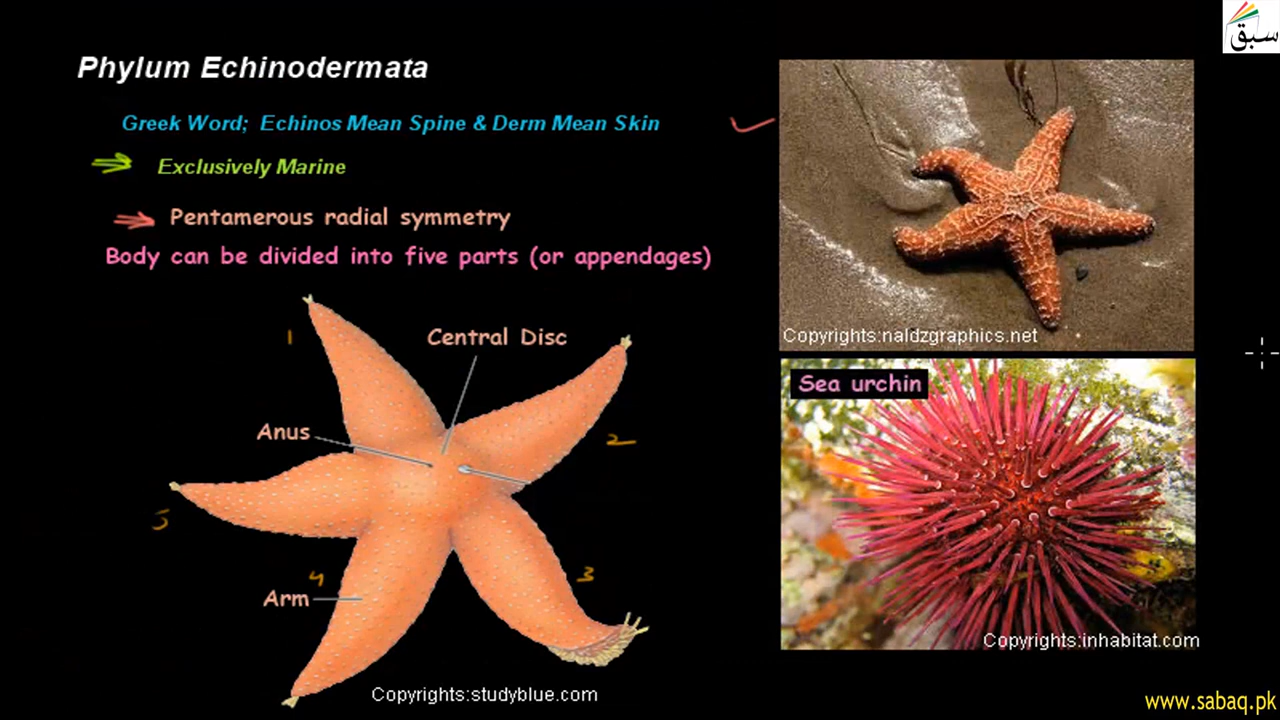 سبق
Phylum Echinodermata
Greek Word; Echinos Mean Spine & Derm Mean Skin
Exclusively Marine
Pentamerous radial symmetry
Body can be divided into five parts (or appendages)
Copyrights:naldzgraphics.net
1
Central Disc
Sea urchin
Anus
2
5
4
3
Arm
Copyrights:inhabitat.com
Copyrights:studyblue.com
www.sabaq.pk